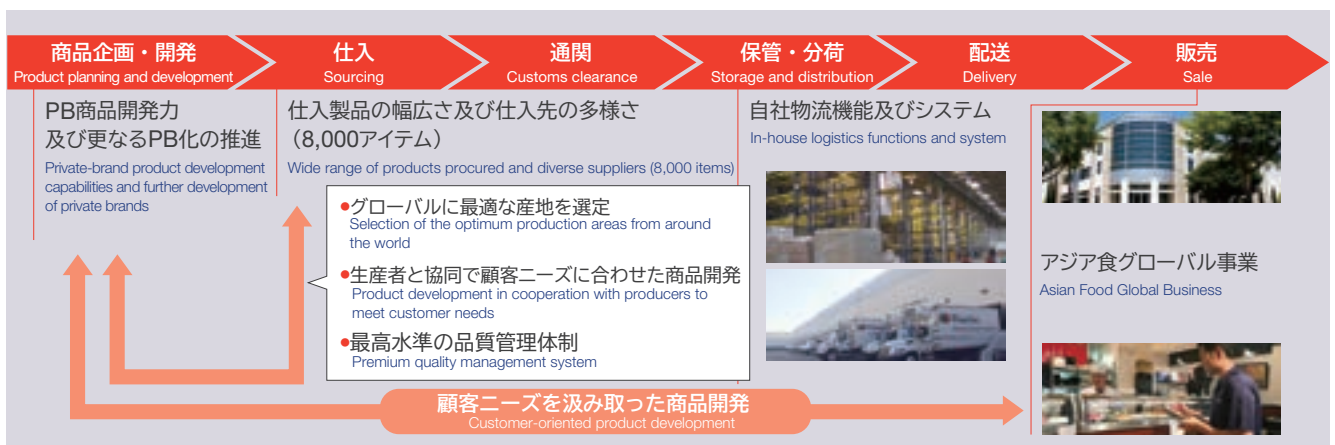 商品企画・開発
Product planning and development
仕入
Sourcing
通関
Customs clearance
保管・分荷
Storage and distribution
配送
Delivery
販売
Sale
PB商品開発力
及び更なるPB化の推進
Private-brand product development
capabilities and further development
of private brands
仕入製品の幅広さ及び仕入先の多様さ
（8,000アイテム）
Wide range of products procured and diverse suppliers (8,000 items)
●グローバルに最適な産地を選定
Selection of the optimum production areas from around
the world
●生産者と協同で顧客ニーズに合わせた商品開発
Product development in cooperation with producers to
meet customer needs
●最高水準の品質管理体制
Premium quality management system
自社物流機能及びシステム
In-house logistics functions and system
アジア食グローバル事業
Asian Food Global Business
顧客ニーズを汲み取った商品開発
Customer-oriented product development